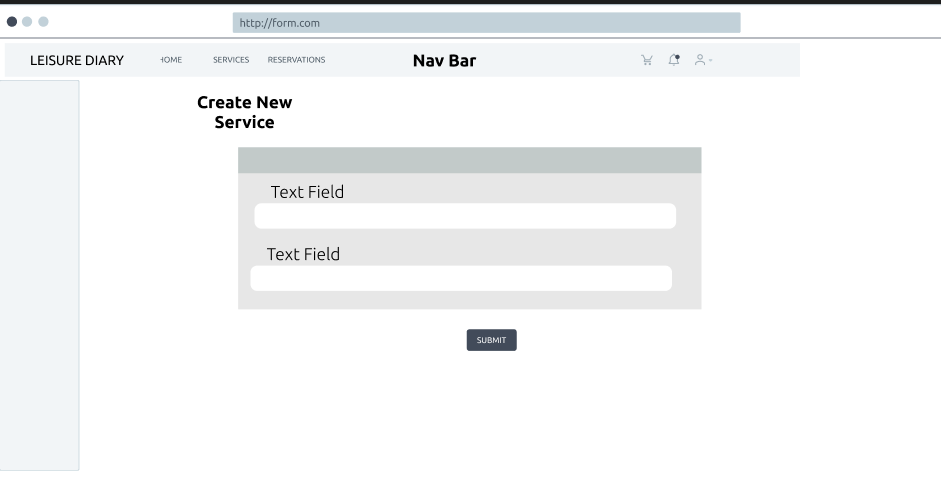 http://form.com
LEISURE DIARY HOME SERVICES RESERVATIONS Nav Bar
Create New
Service
Text Field
Text Field
SUBMIT